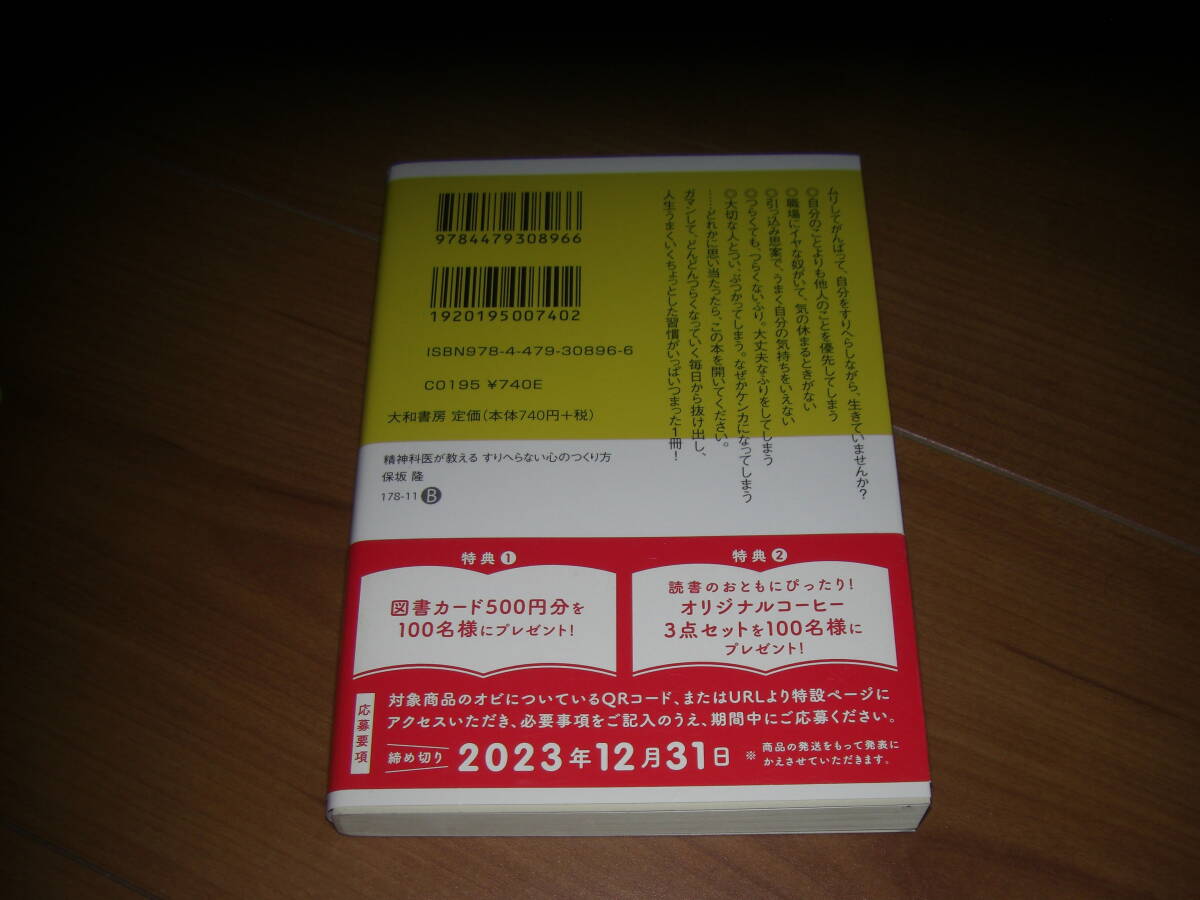 ムリしてがんばって、自分をすりへらしながら、生きていませんか？
◎自分のことよりも他人のことを優先してしまう
◎職場にイヤな奴がいて、気の休まるときがない
◎引っ込み思案で、うまく自分の気持ちをいえない
◎つらくても、つらくないふり。大丈夫なふりをしてしまう
◎大切な人とつい、ぶつかってしまう。なぜかケンカになってしまう
……どれかに思い当たったら、この本を開いてください。
ガマンして、どんどんつらくなっていく毎日から抜け出し、
人生うまくいくちょっとした習慣がいっぱいつまった1冊！
9784479308966
1920195007402
ISBN978-4-479-30896-6
C0195 ¥740E
大和書房 定価（本体740円＋税）
精神科医が教える すりへらない心のつくり方
保坂 隆
178-11 B
特典❶
図書カード500円分を
100名様にプレゼント！
特典❷
読書のおともにぴったり！
オリジナルコーヒー
3点セットを100名様に
プレゼント！
応募要項
対象商品のオビについているQRコード、またはURLより特設ページに
アクセスいただき、必要事項をご記入のうえ、期間中にご応募ください。
締め切り 2023年12月31日
※ 商品の発送をもって発表に
かえさせていただきます。